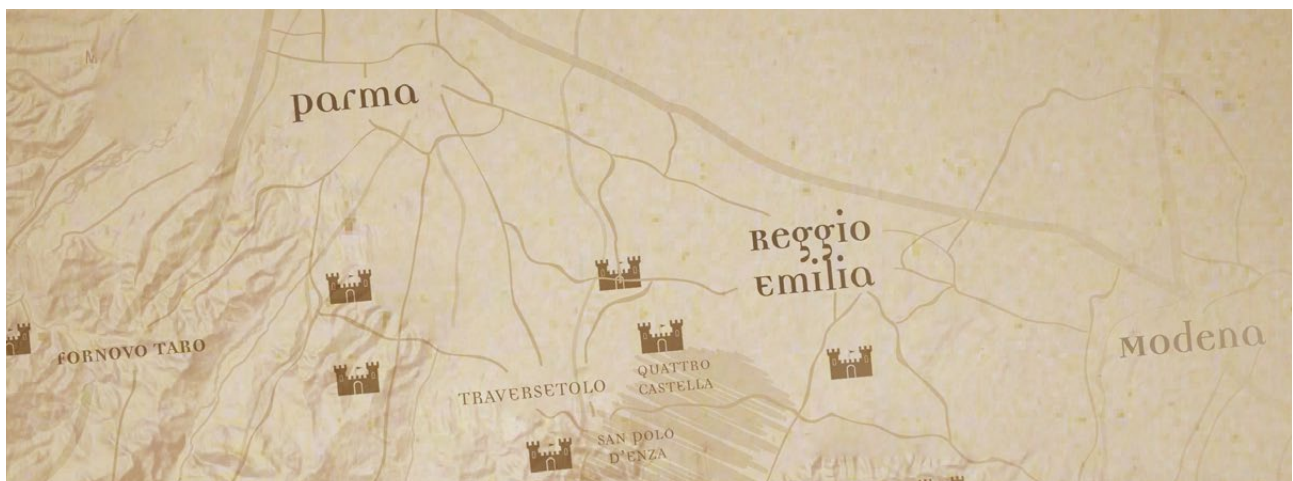 parma
Reggio
Emilia
Modena
FORNOVO TARO
TRAVERSETOLO
QUATTRO
CASTELLA
SAN POLO
D'ENZA